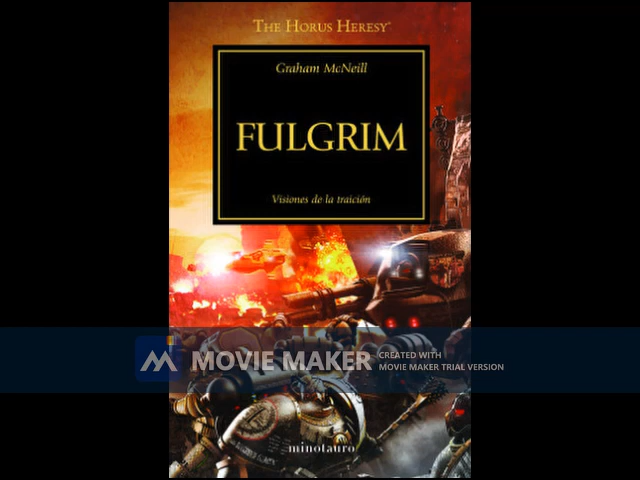 THE HORUS HERESY
Graham McNeill
FULGRIM
Visiones de la traición
MOVIE MAKER
CREATED WITH
MOVIE MAKER TRIAL VERSION
minotauro